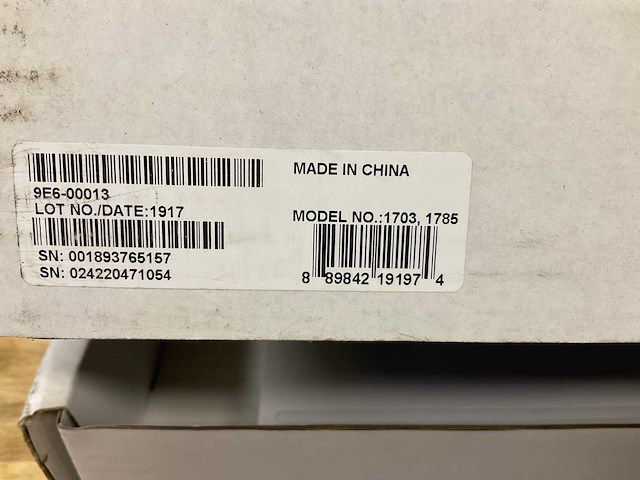 MADE IN CHINA
9E6-00013
LOT NO./DATE:1917
MODEL NO.:1703, 1785
SN: 001893765157
SN: 024220471054
8 89842 19197 4